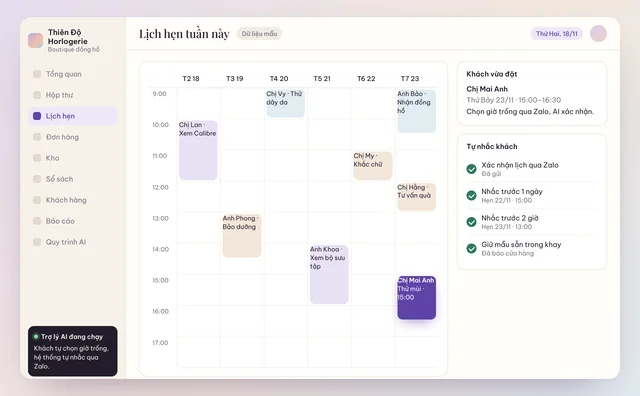 Thiên Độ
Horlogerie
Boutique đồng hồ
Tổng quan
Hộp thư
Lịch hẹn
Đơn hàng
Kho
Sổ sách
Khách hàng
Báo cáo
Quy trình AI
Trợ lý AI đang chạy
Khách tự chọn giờ trống,
hệ thống tự nhắc qua
Zalo.
Lịch hẹn tuần này
Dữ liệu mẫu
Thứ Hai, 18/11
T2 18
T3 19
T4 20
T5 21
T6 22
T7 23
9:00
10:00
11:00
12:00
13:00
14:00
15:00
16:00
17:00
Chị Lan ·
Xem Calibre
Anh Phong ·
Bảo dưỡng
Chị Vy · Thử
dây da
Anh Khoa ·
Xem bộ sưu
tập
Chị My ·
Khắc chữ
Anh Bảo ·
Nhận đồng
hồ
Chị Hằng ·
Tư vấn quà
Chị Mai Anh
Thử múi ·
15:00
Khách vừa đặt
Chị Mai Anh
Thứ Bảy 23/11 · 15:00–16:30
Chọn giờ trống qua Zalo, AI xác nhận.
Tự nhắc khách
Xác nhận lịch qua Zalo
Đã gửi
Nhắc trước 1 ngày
Hẹn 22/11 · 15:00
Nhắc trước 2 giờ
Hẹn 23/11 · 13:00
Giữ mẫu sẵn trong khay
Đã báo cửa hàng